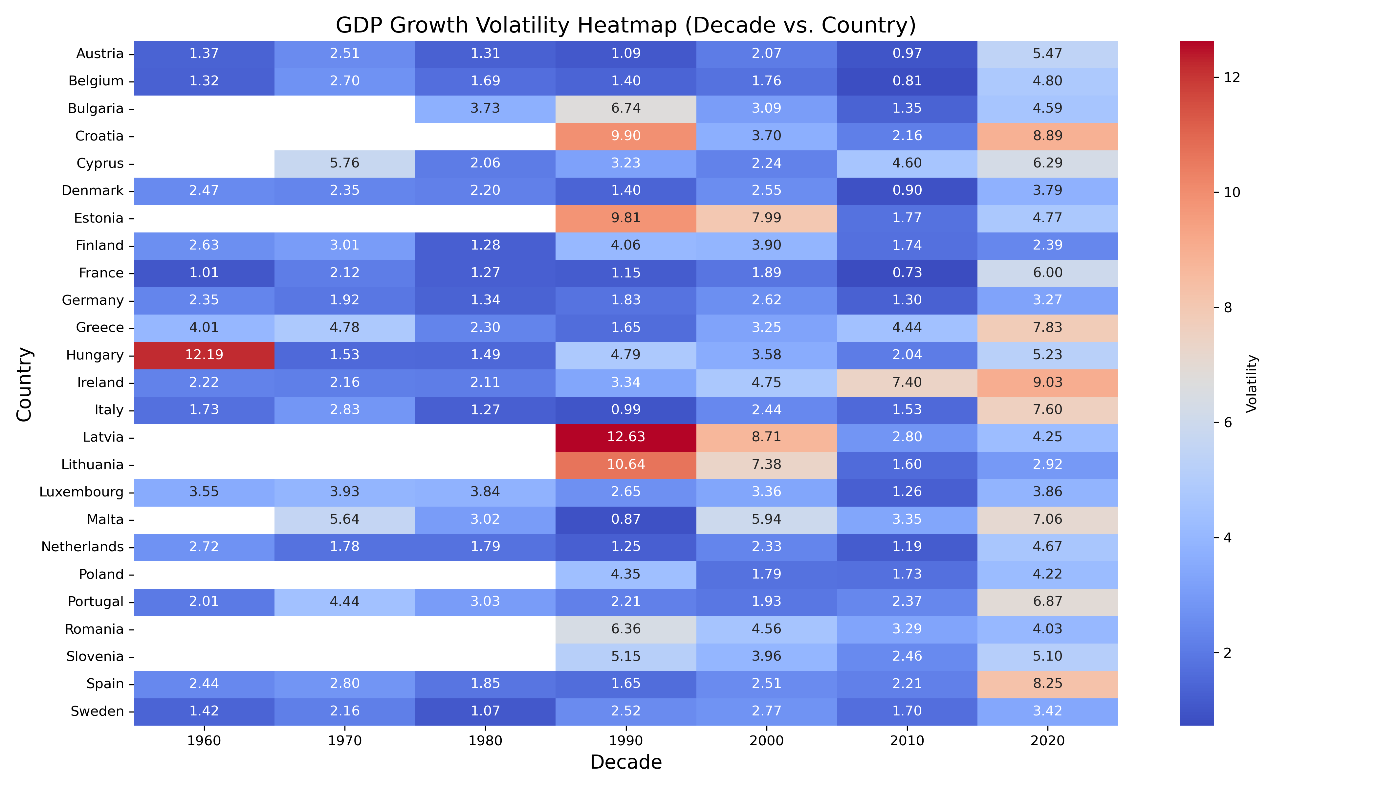 GDP Growth Volatility Heatmap (Decade vs. Country)
Austria 1.37 2.51 1.31 1.09 2.07 0.97 5.47
Belgium 1.32 2.70 1.69 1.40 1.76 0.81 4.80
Bulgaria 3.73 6.74 3.09 1.35 4.59
Croatia 9.90 3.70 2.16 8.89
Cyprus 5.76 2.06 3.23 2.24 4.60 6.29
Denmark 2.47 2.35 2.20 1.40 2.55 0.90 3.79
Estonia 9.81 7.99 1.77 4.77
Finland 2.63 3.01 1.28 4.06 3.90 1.74 2.39
France 1.01 2.12 1.27 1.15 1.89 0.73 6.00
Germany 2.35 1.92 1.34 1.83 2.62 1.30 3.27
Greece 4.01 4.78 2.30 1.65 3.25 4.44 7.83
Hungary 12.19 1.53 1.49 4.79 3.58 2.04 5.23
Ireland 2.22 2.16 2.11 3.34 4.75 7.40 9.03
Italy 1.73 2.83 1.27 0.99 2.44 1.53 7.60
Latvia 12.63 8.71 2.80 4.25
Lithuania 10.64 7.38 1.60 2.92
Luxembourg 3.55 3.93 3.84 2.65 3.36 1.26 3.86
Malta 5.64 3.02 0.87 5.94 3.35 7.06
Netherlands 2.72 1.78 1.79 1.25 2.33 1.19 4.67
Poland 4.35 1.79 1.73 4.22
Portugal 2.01 4.44 3.03 2.21 1.93 2.37 6.87
Romania 6.36 4.56 3.29 4.03
Slovenia 5.15 3.96 2.46 5.10
Spain 2.44 2.80 1.85 1.65 2.51 2.21 8.25
Sweden 1.42 2.16 1.07 2.52 2.77 1.70 3.42
1960 1970 1980 1990 2000 2010 2020
Decade
Country
12
10
8
6
4
2
Volatility